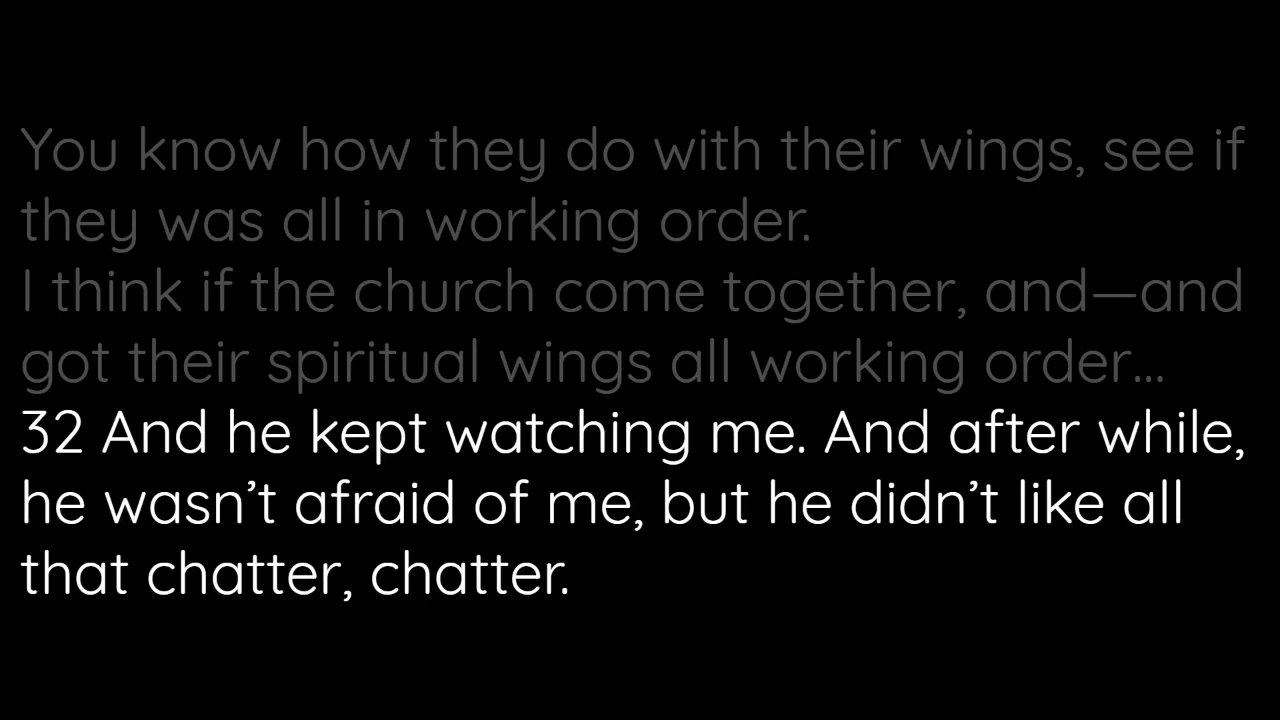 You know how they do with their wings, see if
they was all in working order.
I think if the church come together, and—and
got their spiritual wings all working order...
32 And he kept watching me. And after while,
he wasn’t afraid of me, but he didn’t like all
that chatter, chatter.